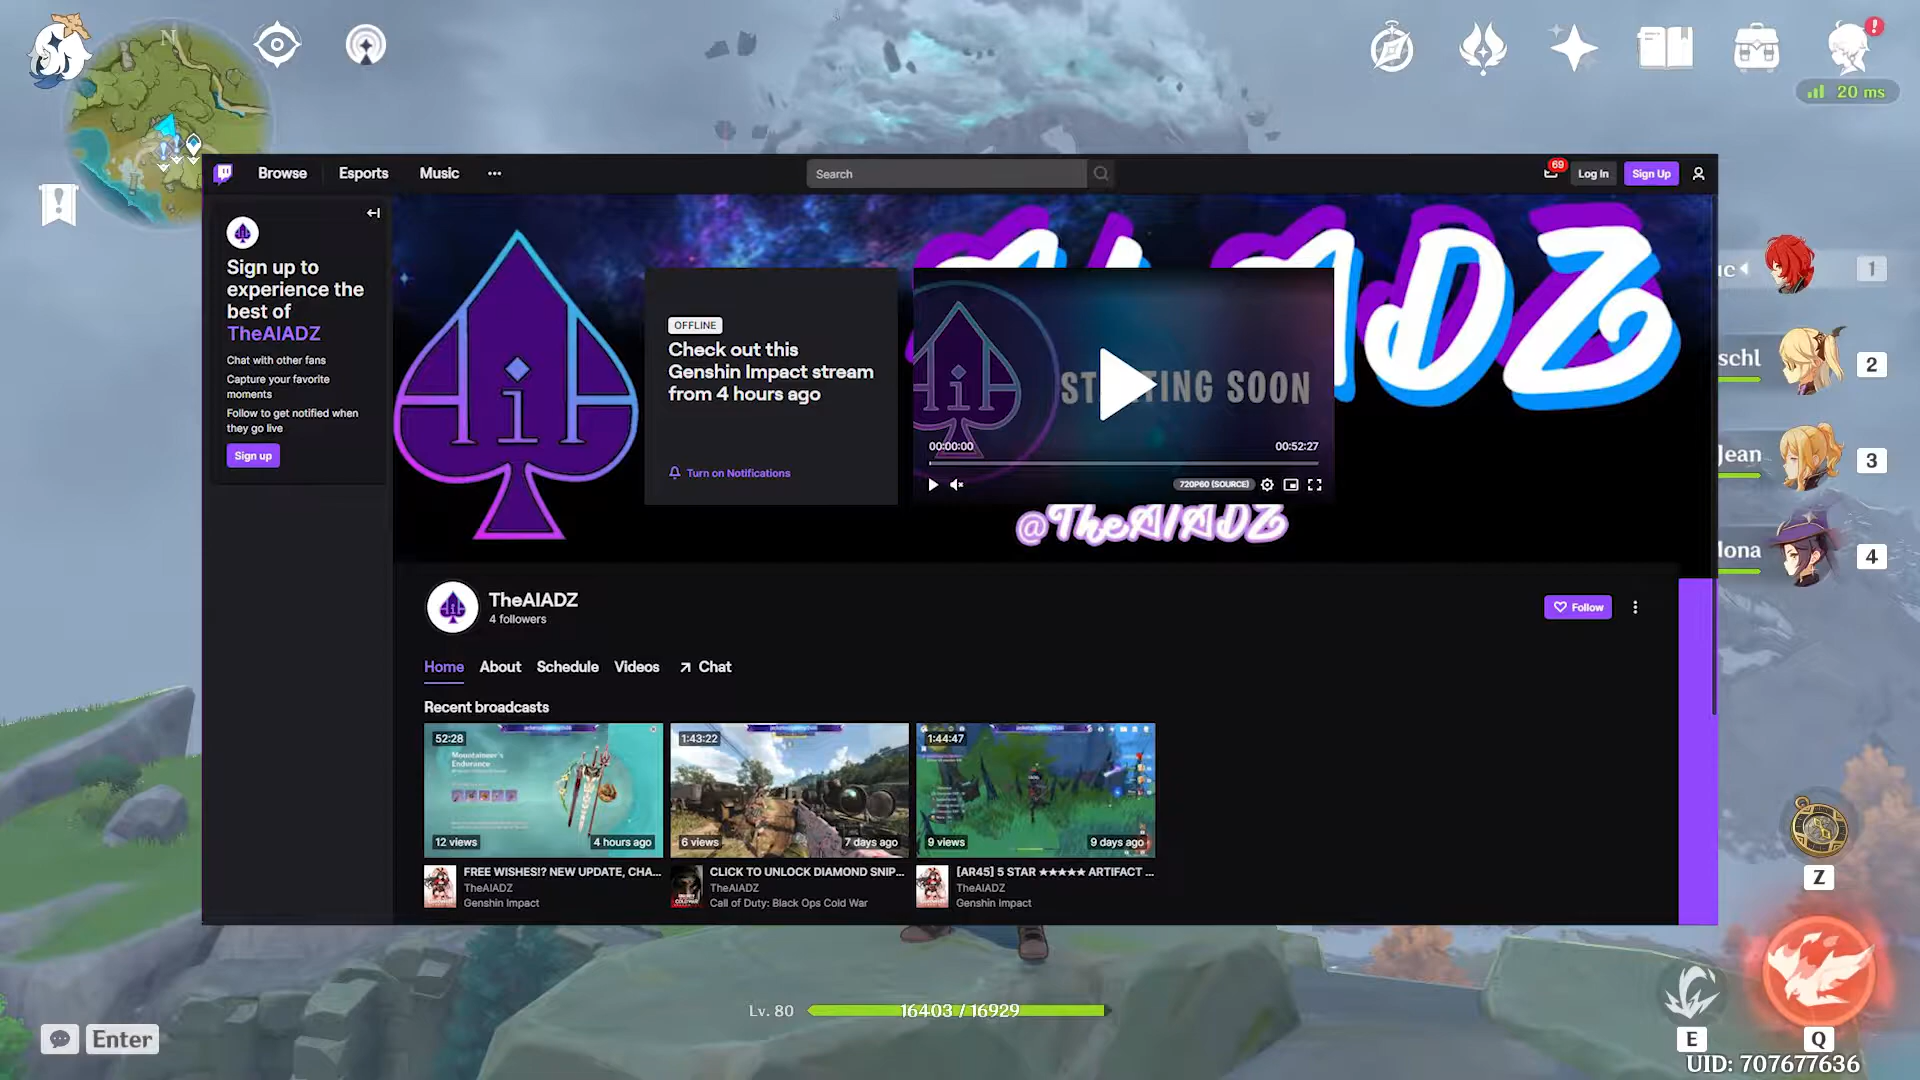 N
20 ms
Browse
Esports
Music
Search
69
Log In
Sign Up
Sign up to
experience the
best of
TheAIADZ
Chat with other fans
Capture your favorite
moments
Follow to get notified when
they go live
Sign up
OFFLINE
Check out this
Genshin Impact stream
from 4 hours ago
Turn on Notifications
SOON
00:00:00
00:52:27
720P60 (SOURCE)
@TheAIADZ
uc
1
schl
2
Jean
3
lona
4
TheAIADZ
4 followers
Follow
Home
About
Schedule
Videos
Chat
Recent broadcasts
52:28
Mountaineer's
Endurance
12 views
4 hours ago
1:43:22
6 views
7 days ago
1:44:47
9 views
9 days ago
FREE WISHES!? NEW UPDATE, CHA...
TheAIADZ
Genshin Impact
CLICK TO UNLOCK DIAMOND SNIP...
TheAIADZ
Call of Duty: Black Ops Cold War
[AR45] 5 STAR ★★★★★ ARTIFACT ...
TheAIADZ
Genshin Impact
Z
Lv. 80
16403 / 16929
Enter
E
Q
UID: 707677636